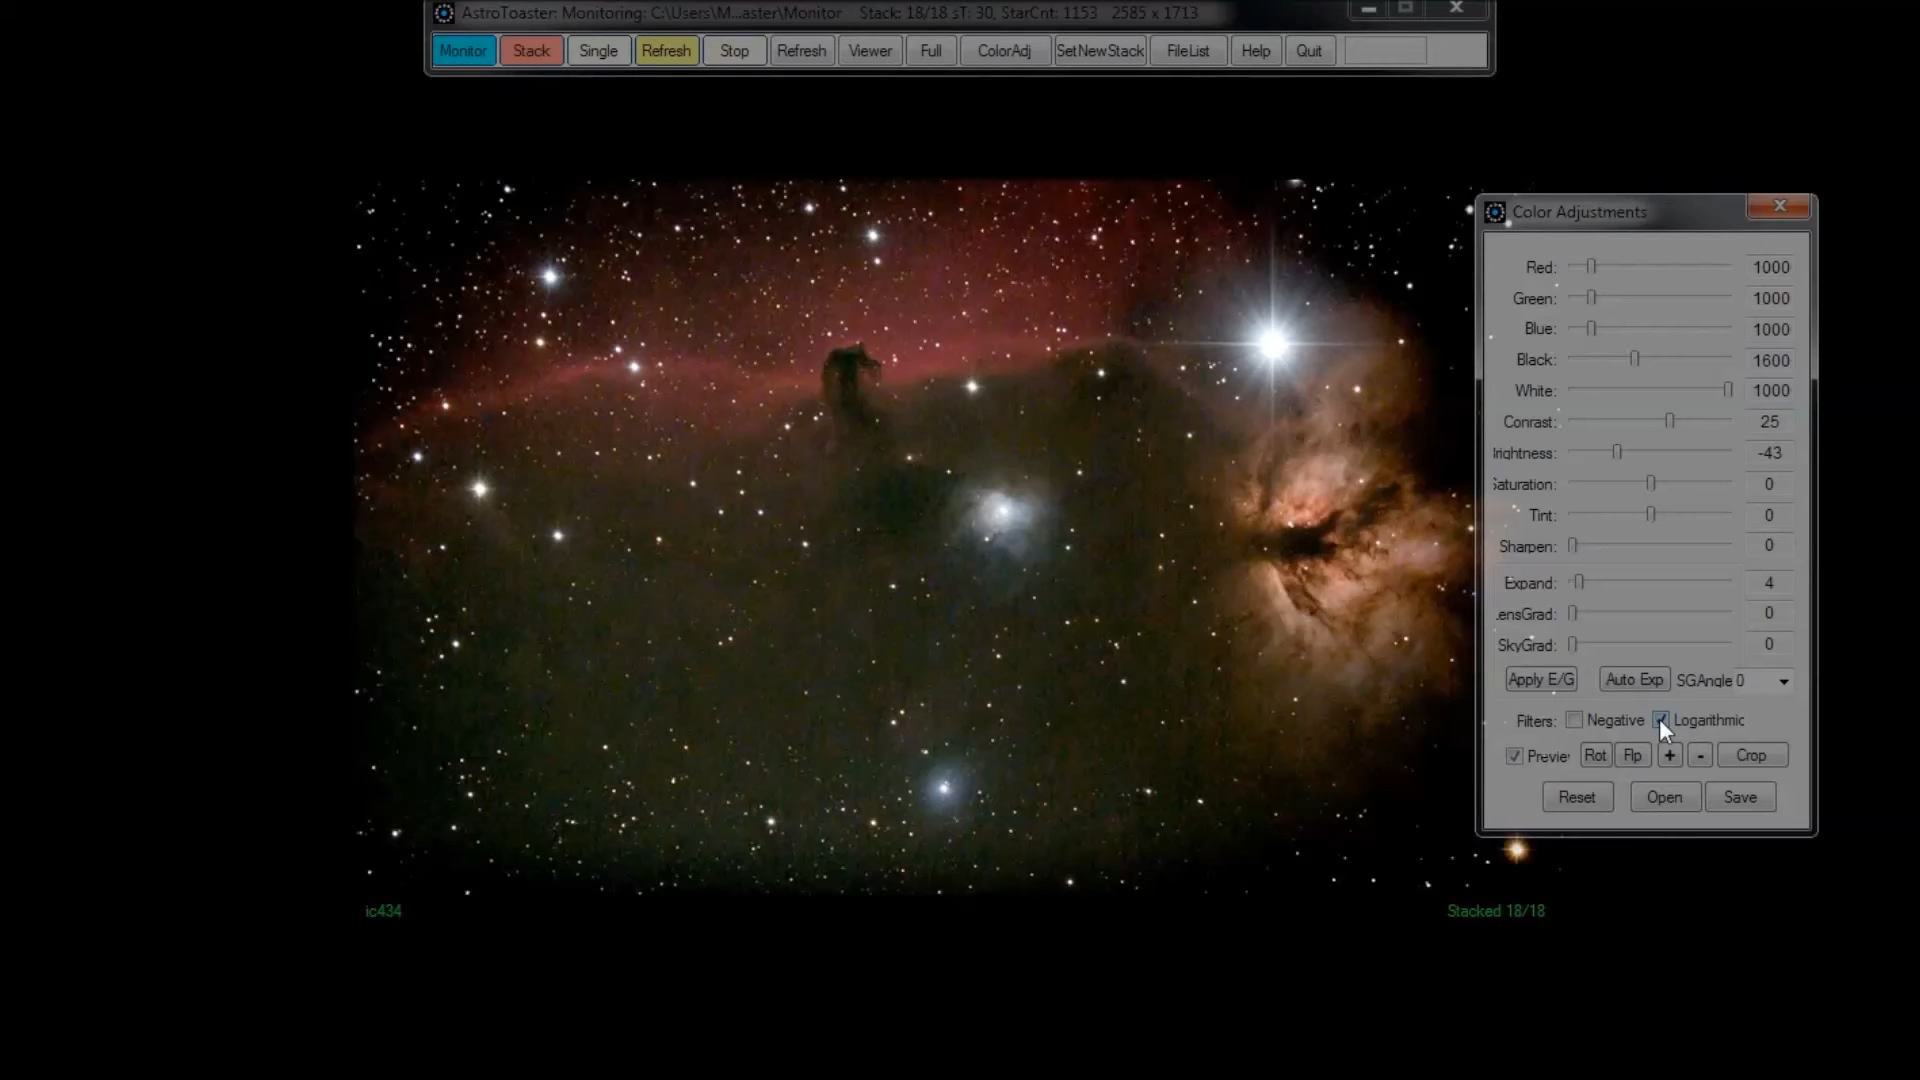 AstroToaster: Monitoring: C:\Users\M...aster\Monitor Stack: 18/18 sT: 30, StarCnt: 1153 2585 x 1713
Monitor Stack Single Refresh Stop Refresh Viewer Full ColorAdj SetNewStack FileList Help Quit
Color Adjustments
Red: 1000
Green: 1000
Blue: 1000
Black: 1600
White: 1000
Conrast: 25
rightness: -43
Saturation: 0
Tint: 0
Sharpen: 0
Expand: 4
LensGrad: 0
SkyGrad: 0
Apply E/G Auto Exp SGAngle 0
Filters: Negative Logarithmic
Previe Rot Flp + - Crop
Reset Open Save
ic434 Stacked 18/18